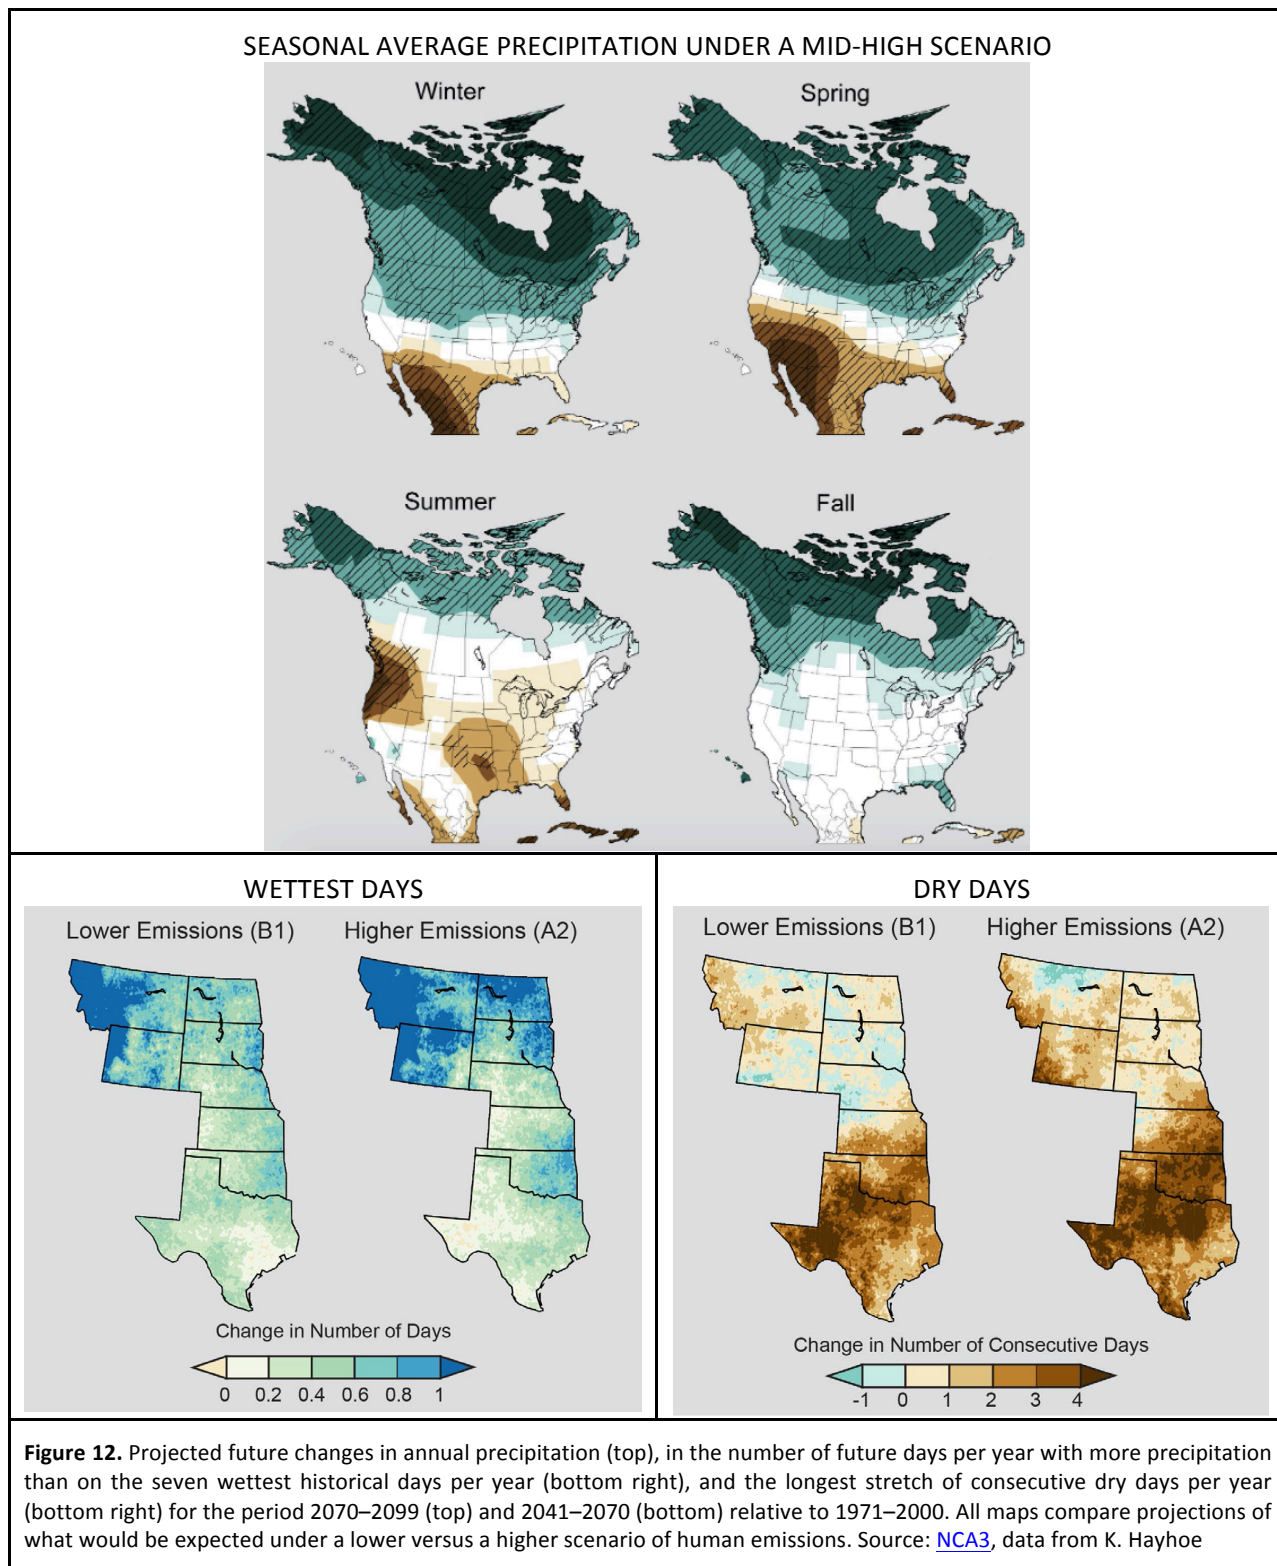 SEASONAL AVERAGE PRECIPITATION UNDER A MID-HIGH SCENARIO
Winter
Spring
Summer
Fall
WETTEST DAYS
Lower Emissions (B1)
Higher Emissions (A2)
Change in Number of Days
0 0.2 0.4 0.6 0.8 1
DRY DAYS
Lower Emissions (B1)
Higher Emissions (A2)
Change in Number of Consecutive Days
-1 0 1 2 3 4
Figure 12. Projected future changes in annual precipitation (top), in the number of future days per year with more precipitation
than on the seven wettest historical days per year (bottom right), and the longest stretch of consecutive dry days per year
(bottom right) for the period 2070–2099 (top) and 2041–2070 (bottom) relative to 1971–2000. All maps compare projections of
what would be expected under a lower versus a higher scenario of human emissions. Source: NCA3, data from K. Hayhoe